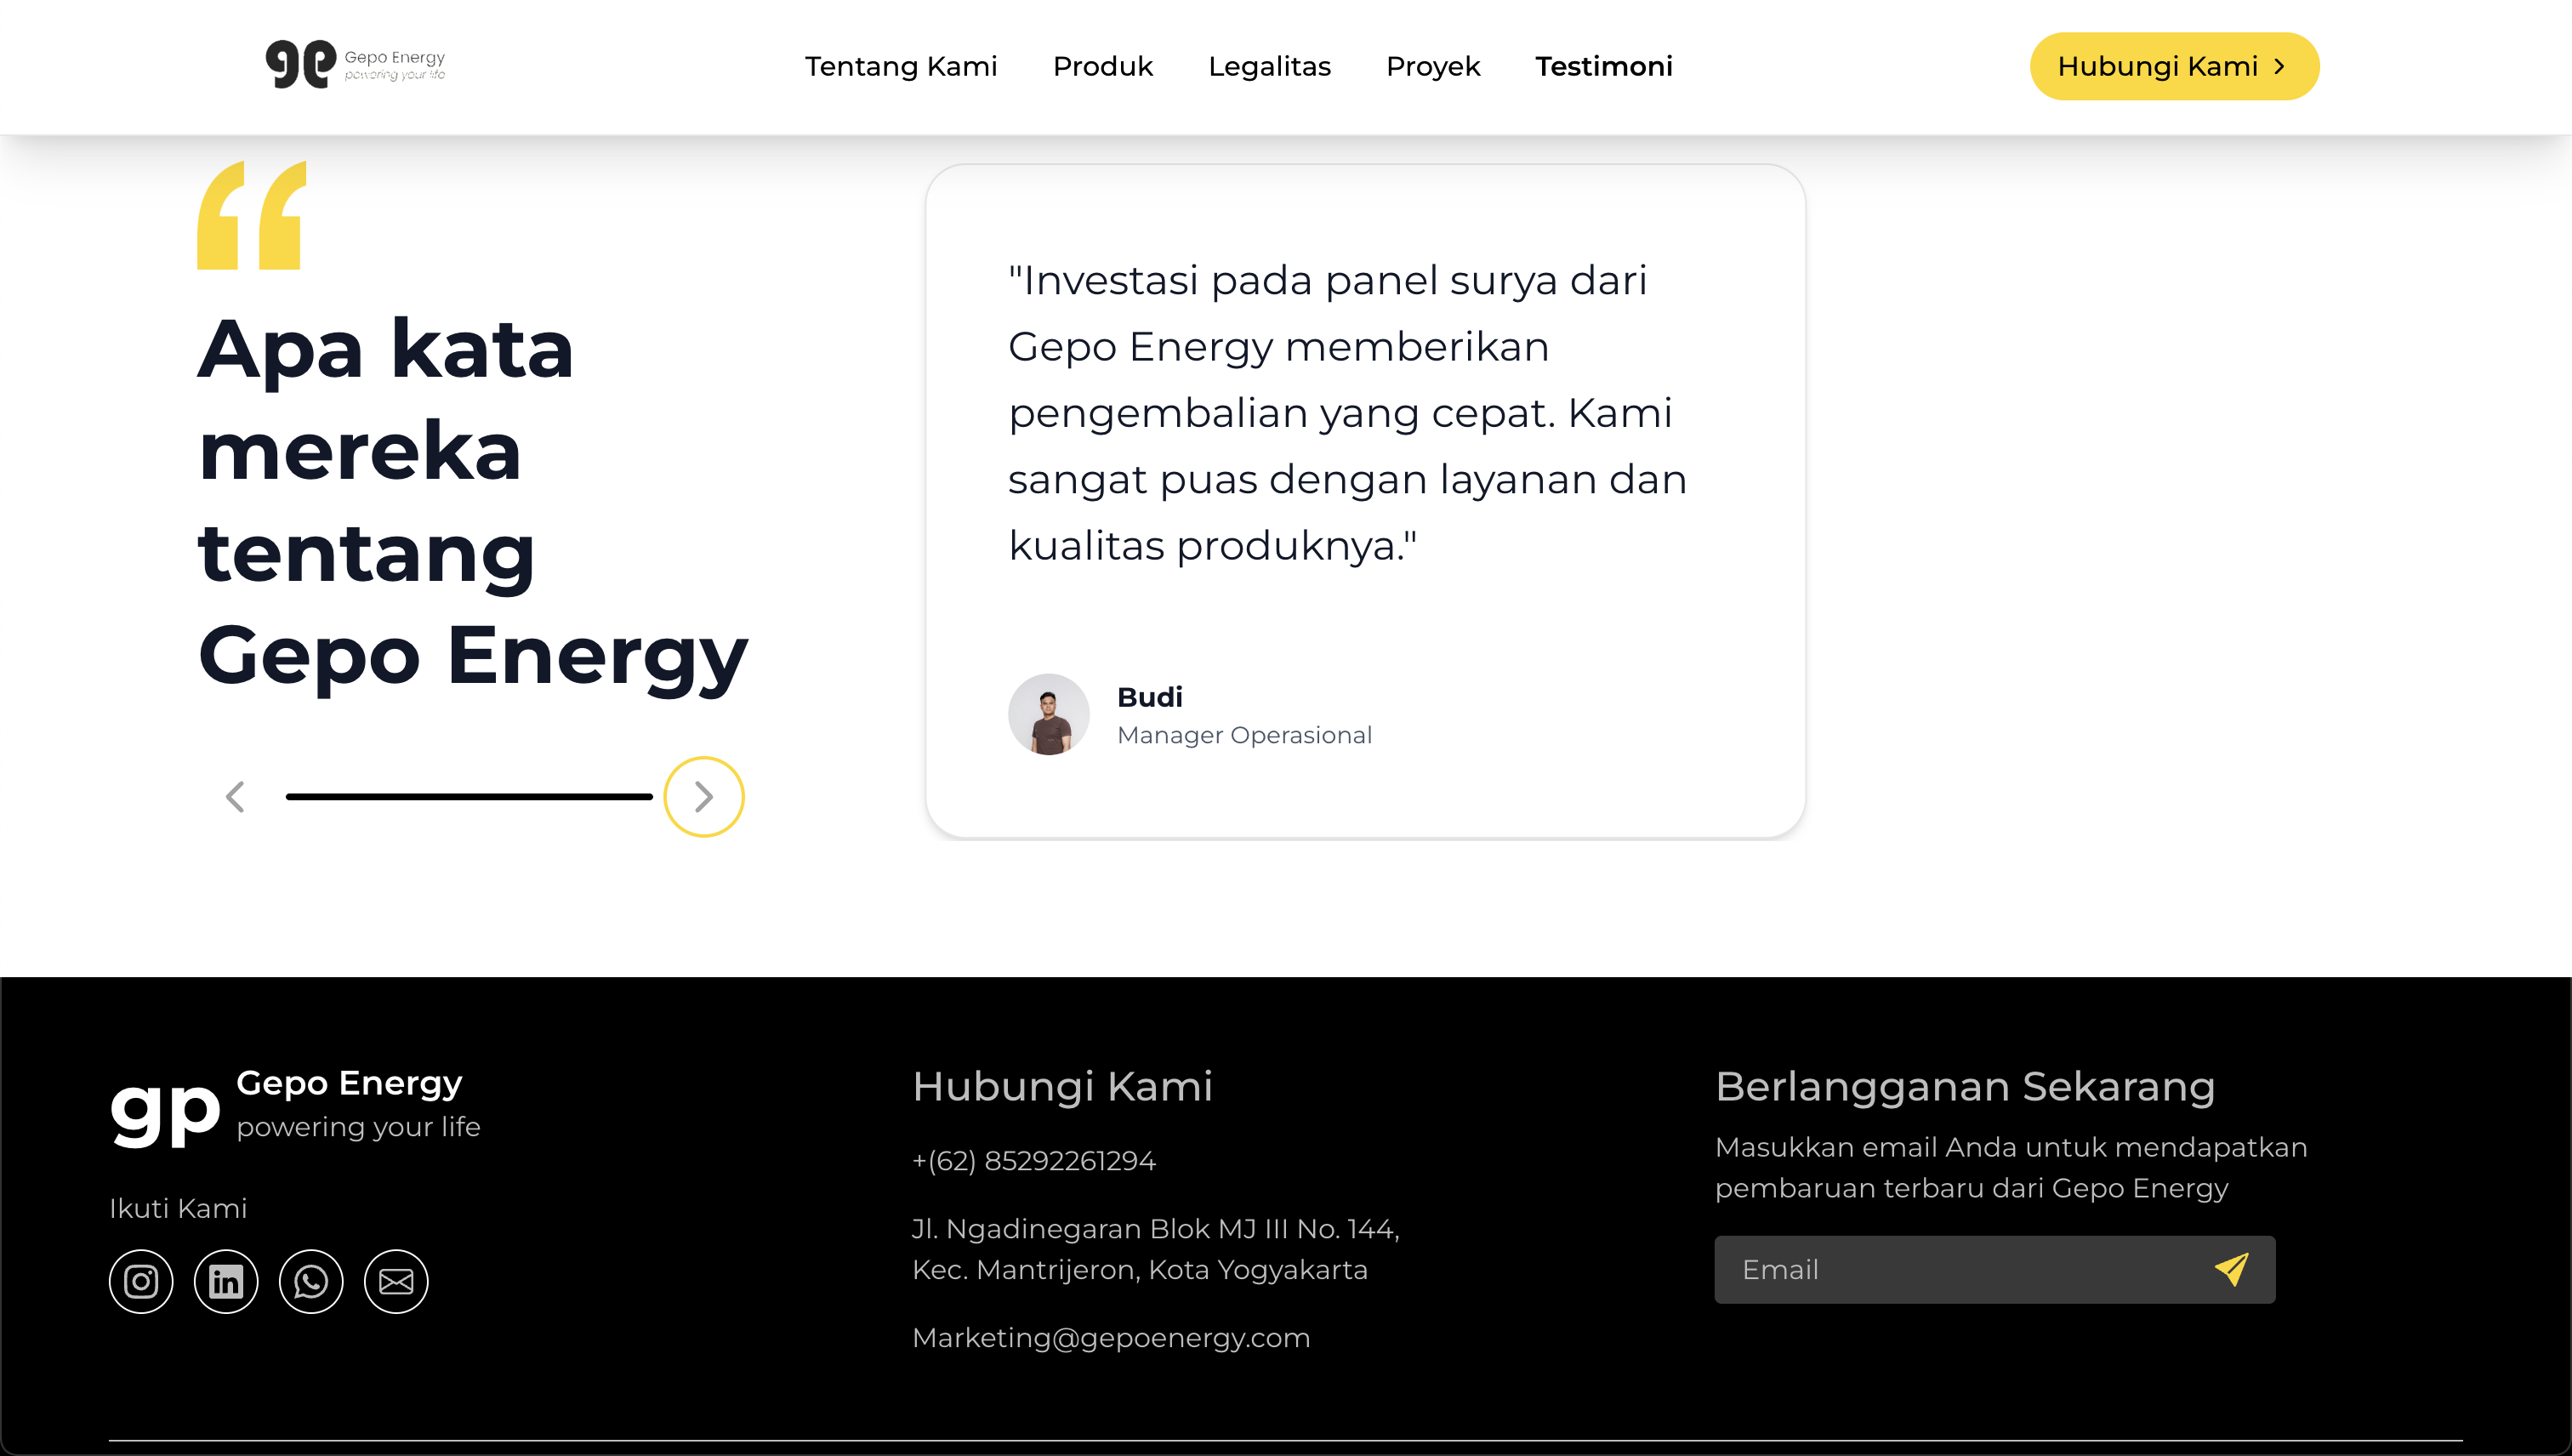 ge Gepo Energy
powering your life
Tentang Kami
Produk
Legalitas
Proyek
Testimoni
Hubungi Kami
Apa kata
mereka
tentang
Gepo Energy
"Investasi pada panel surya dari
Gepo Energy memberikan
pengembalian yang cepat. Kami
sangat puas dengan layanan dan
kualitas produknya."
Budi
Manager Operasional
gp Gepo Energy
powering your life
Ikuti Kami
in
Hubungi Kami
+(62) 85292261294
Jl. Ngadinegaran Blok MJ III No. 144,
Kec. Mantrijeron, Kota Yogyakarta
Marketing@gepoenergy.com
Berlangganan Sekarang
Masukkan email Anda untuk mendapatkan
pembaruan terbaru dari Gepo Energy
Email